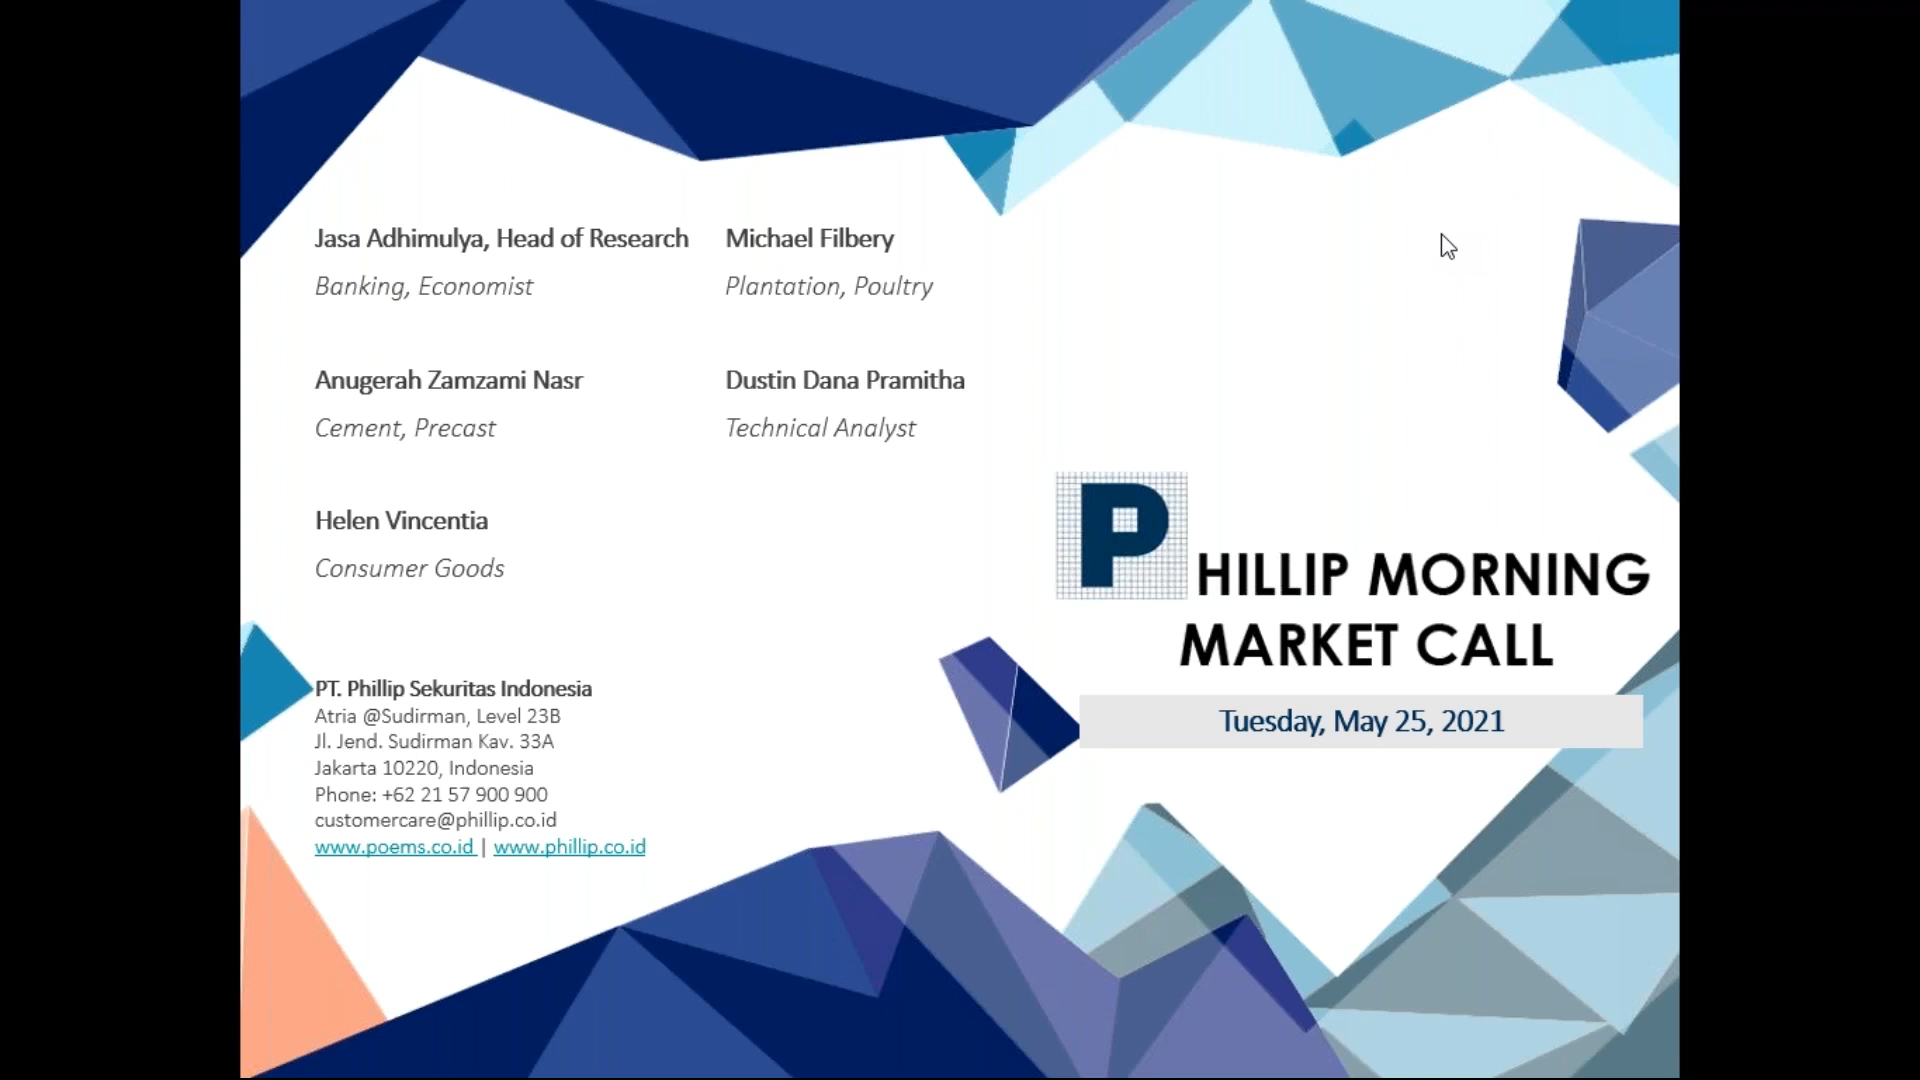 Jasa Adhimulya, Head of Research
Banking, Economist
Michael Filbery
Plantation, Poultry
Anugerah Zamzami Nasr
Cement, Precast
Dustin Dana Pramitha
Technical Analyst
Helen Vincentia
Consumer Goods
PT. Phillip Sekuritas Indonesia
Atria @Sudirman, Level 23B
Jl. Jend. Sudirman Kav. 33A
Jakarta 10220, Indonesia
Phone: +62 21 57 900 900
customercare@phillip.co.id
www.poems.co.id | www.phillip.co.id
PHILLIP MORNING
MARKET CALL
Tuesday, May 25, 2021